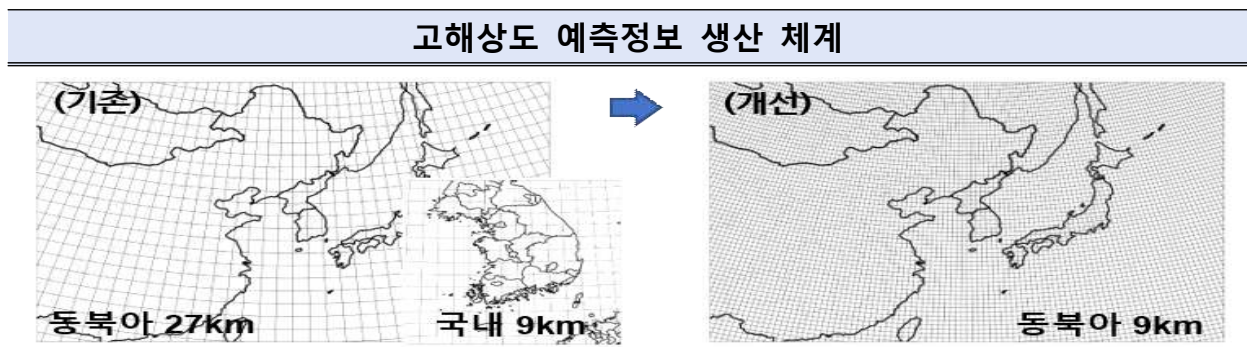 고해상도 예측정보 생산 체계
(기존)
(개선)
동북아 27km
국내 9km
동북아 9km